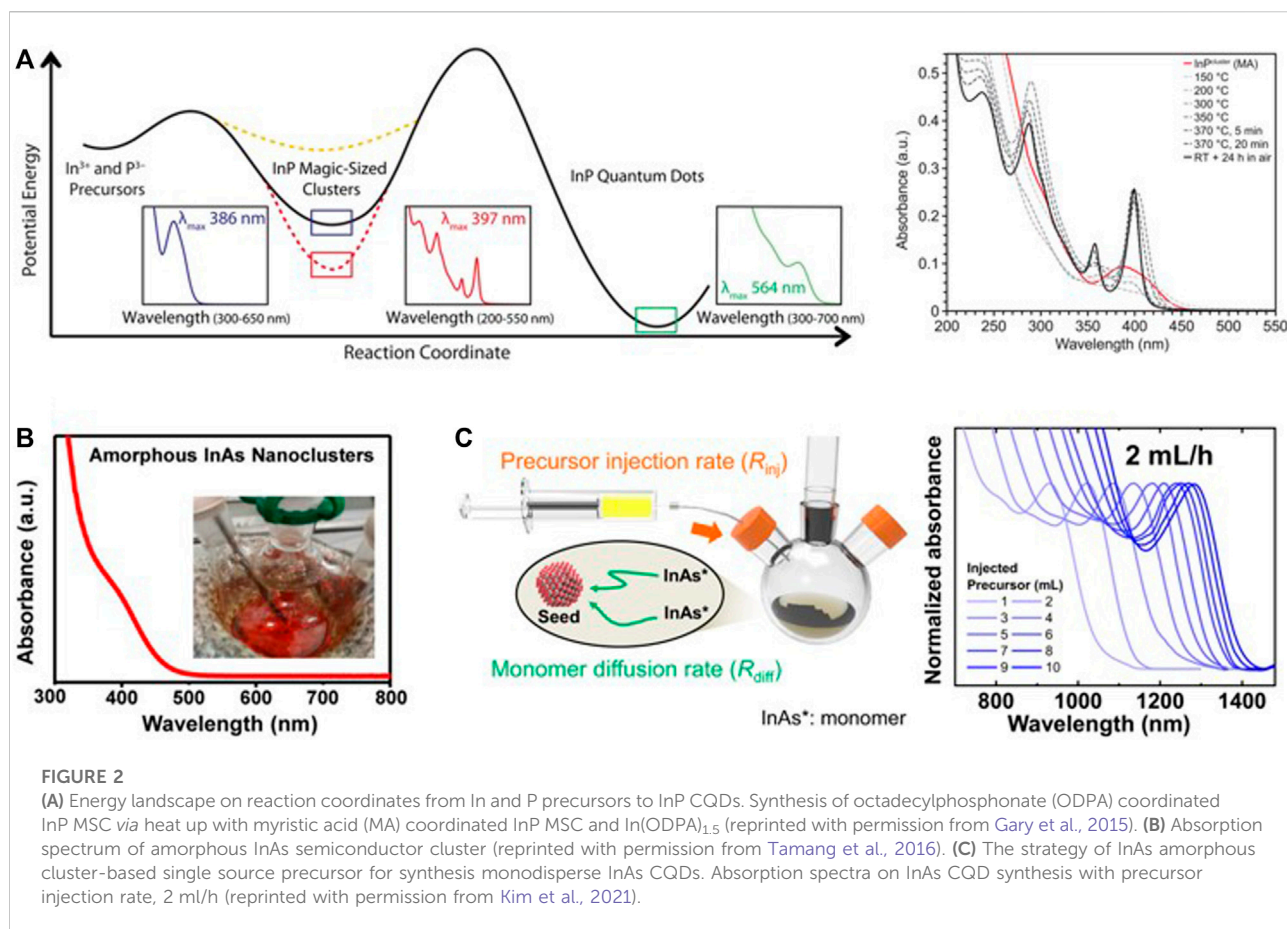 A
Potential Energy
In³⁺ and P³⁻
Precursors
InP Magic-Sized
Clusters
InP Quantum Dots
λmax 386 nm
λmax 397 nm
λmax 564 nm
Wavelength (300-650 nm)
Wavelength (200-550 nm)
Wavelength (300-700 nm)
Reaction Coordinate
Absorbance (a.u.)
0.5
0.4
0.3
0.2
0.1
0
InPcluster (MA)
150 °C
200 °C
300 °C
350 °C
370 °C, 5 min
370 °C, 20 min
RT + 24 h in air
200 250 300 350 400 450 500 550
Wavelength (nm)
B
Absorbance (a.u.)
Amorphous InAs Nanoclusters
300 400 500 600 700 800
Wavelength (nm)
C
Precursor injection rate (Rinj)
InAs*
InAs*
Seed
Monomer diffusion rate (Rdiff)
InAs*: monomer
Normalized absorbance
2 mL/h
Injected
Precursor (mL)
1 2
3 4
5 6
7 8
9 10
800 1000 1200 1400
Wavelength (nm)
FIGURE 2
(A) Energy landscape on reaction coordinates from In and P precursors to InP CQDs. Synthesis of octadecylphosphonate (ODPA) coordinated
InP MSC via heat up with myristic acid (MA) coordinated InP MSC and In(ODPA)1.5 (reprinted with permission from Gary et al., 2015). (B) Absorption
spectrum of amorphous InAs semiconductor cluster (reprinted with permission from Tamang et al., 2016). (C) The strategy of InAs amorphous
cluster-based single source precursor for synthesis monodisperse InAs CQDs. Absorption spectra on InAs CQD synthesis with precursor
injection rate, 2 ml/h (reprinted with permission from Kim et al., 2021).